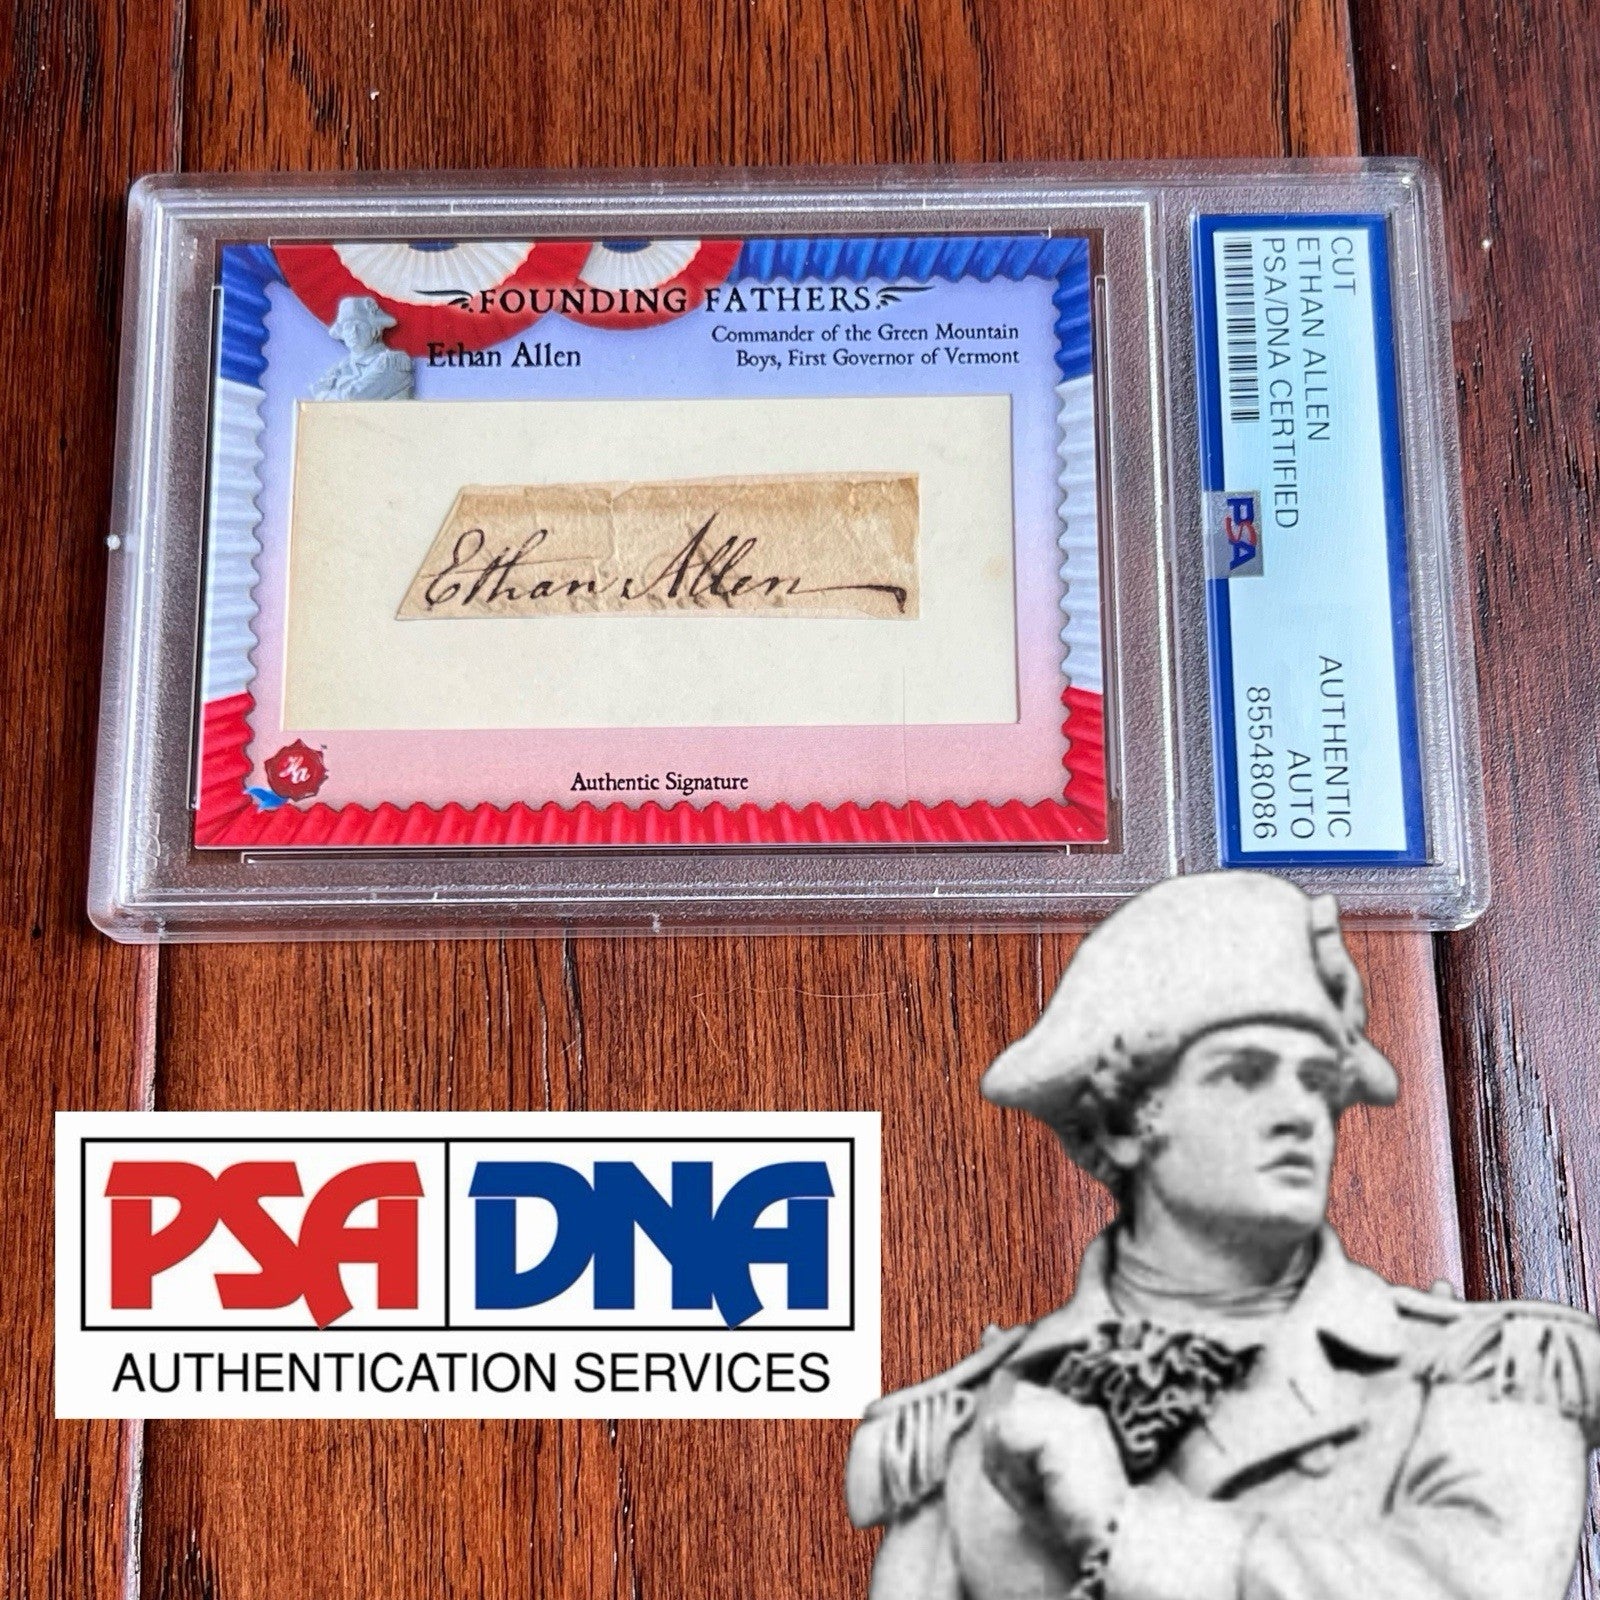 FOUNDING FATHERS
Ethan Allen
Commander of the Green Mountain
Boys, First Governor of Vermont
Ethan Allen
Authentic Signature
CUT
ETHAN ALLEN
PSA/DNA CERTIFIED
PSA
AUTHENTIC
AUTO
85548086
PSA DNA
AUTHENTICATION SERVICES